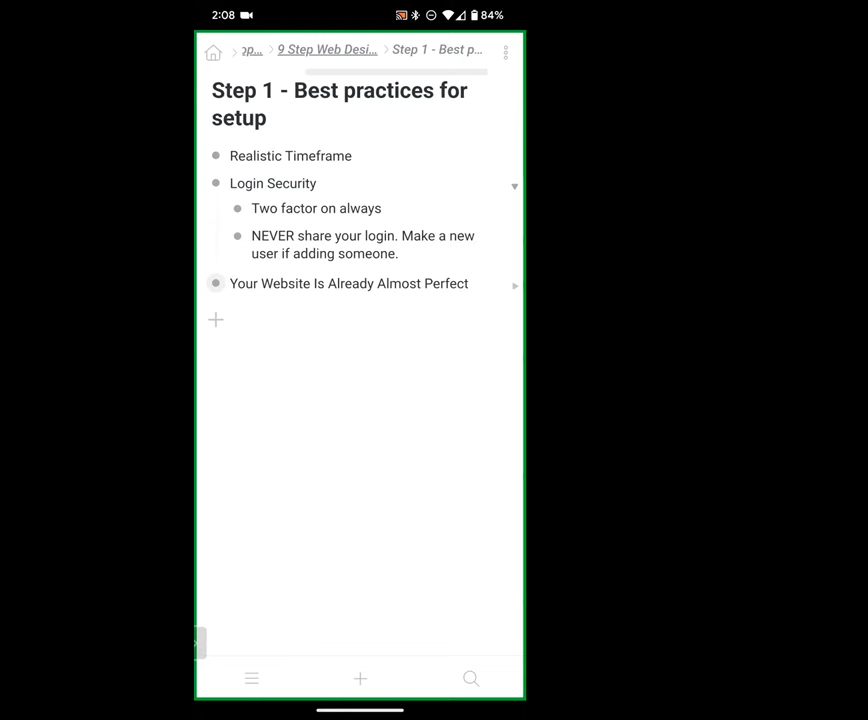 2:08
84%
op... 9 Step Web Desi... Step 1 - Best p...
Step 1 - Best practices for
setup
Realistic Timeframe
Login Security
Two factor on always
NEVER share your login. Make a new
user if adding someone.
Your Website Is Already Almost Perfect